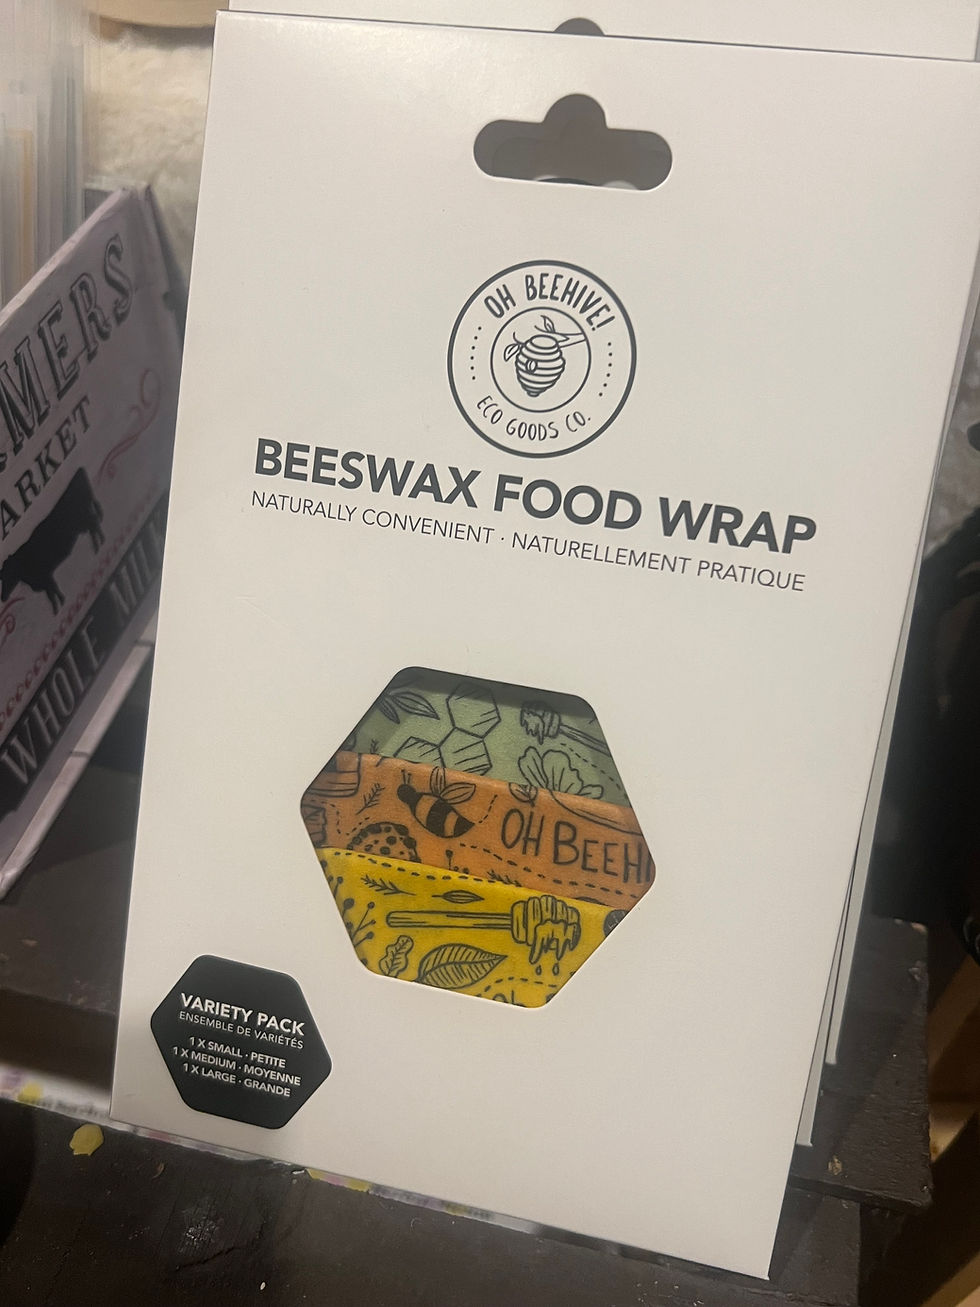 OH BEEHIVE!
ECO GOODS CO.
BEESWAX FOOD WRAP
NATURALLY CONVENIENT · NATURELLEMENT PRATIQUE
OH BEEH
VARIETY PACK
ENSEMBLE DE VARIÉTÉS
1 X SMALL · PETITE
1 X MEDIUM · MOYENNE
1 X LARGE · GRANDE
MERS
ARKET
WHOLE MIL